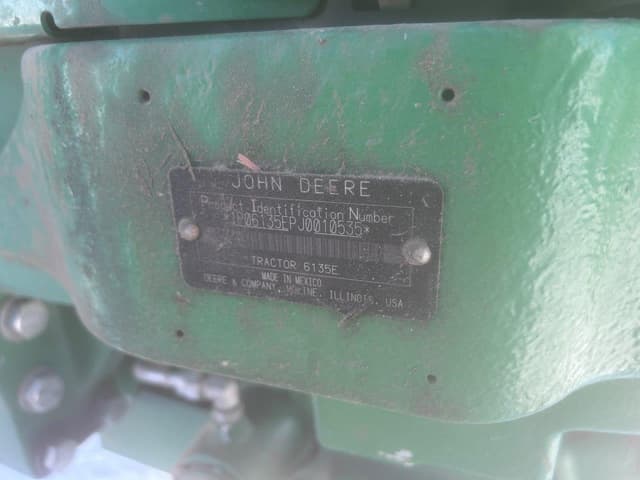 JOHN DEERE
Product Identification Number
*1P06135EPJ0010535*
TRACTOR 6135E
MADE IN MEXICO
DEERE & COMPANY, MOLINE, ILLINOIS, USA